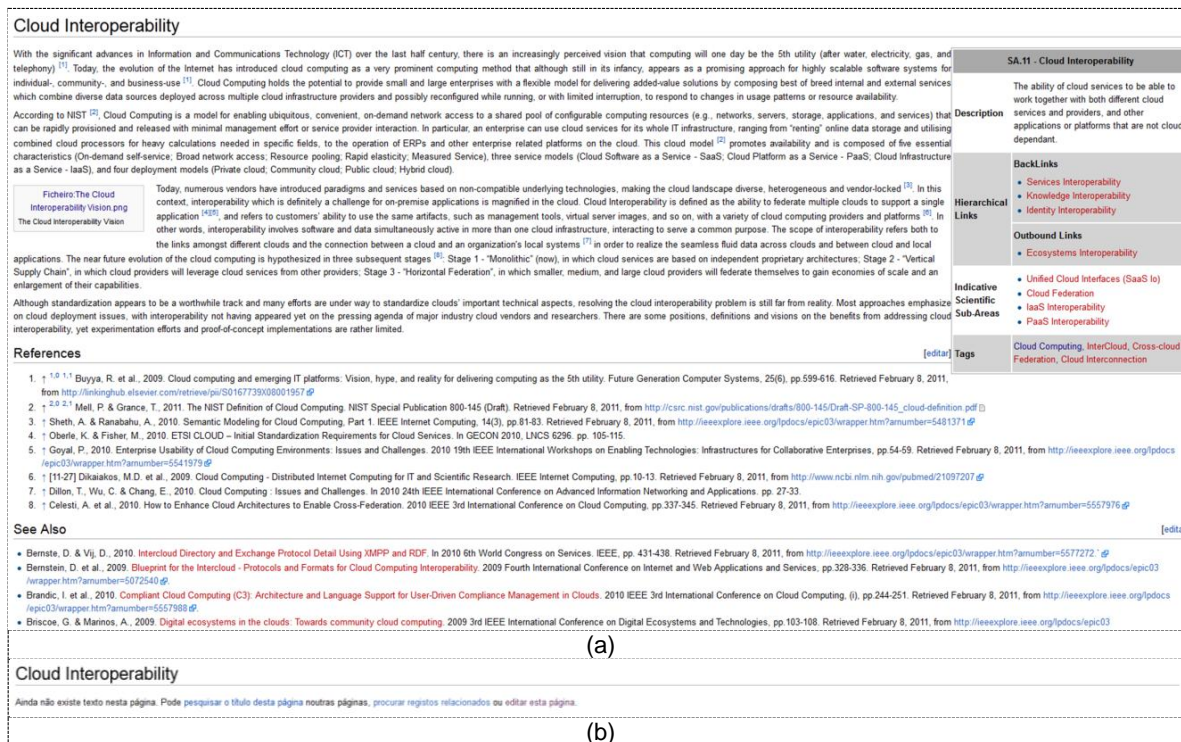 Cloud Interoperability
With the significant advances in Information and Communications Technology (ICT) over the last half century, there is an increasingly perceived vision that computing will one day be the 5th utility (after water, electricity, gas, and
telephony) [1]. Today, the evolution of the Internet has introduced cloud computing as a very prominent computing method that although still in its infancy, appears as a promising approach for highly scalable software systems for
individual-, community-, and business-use [1]. Cloud Computing holds the potential to provide small and large enterprises with a flexible model for delivering added-value solutions by composing best of breed internal and external services
which combine diverse data sources deployed across multiple cloud infrastructure providers and possibly reconfigured while running, or with limited interruption, to respond to changes in usage patterns or resource availability.
According to NIST [2], Cloud Computing is a model for enabling ubiquitous, convenient, on-demand network access to a shared pool of configurable computing resources (e.g., networks, servers, storage, applications, and services) that
can be rapidly provisioned and released with minimal management effort or service provider interaction. In particular, an enterprise can use cloud services for its whole IT infrastructure, ranging from “renting” online data storage and utilising
combined cloud processors for heavy calculations needed in specific fields, to the operation of ERPs and other enterprise related platforms on the cloud. This cloud model [2] promotes availability and is composed of five essential
characteristics (On-demand self-service; Broad network access; Resource pooling; Rapid elasticity; Measured Service), three service models (Cloud Software as a Service - SaaS; Cloud Platform as a Service - PaaS; Cloud Infrastructure
as a Service - IaaS), and four deployment models (Private cloud; Community cloud; Public cloud; Hybrid cloud).
Ficheiro:The Cloud
Interoperability Vision.png
The Cloud Interoperability Vision
Today, numerous vendors have introduced paradigms and services based on non-compatible underlying technologies, making the cloud landscape diverse, heterogeneous and vendor-locked [3]. In this
context, interoperability which is definitely a challenge for on-premise applications is magnified in the cloud. Cloud Interoperability is defined as the ability to federate multiple clouds to support a single
application [4][5], and refers to customers’ ability to use the same artifacts, such as management tools, virtual server images, and so on, with a variety of cloud computing providers and platforms [6]. In
other words, interoperability involves software and data simultaneously active in more than one cloud infrastructure, interacting to serve a common purpose. The scope of interoperability refers both to
the links amongst different clouds and the connection between a cloud and an organization’s local systems [7] in order to realize the seamless fluid data across clouds and between cloud and local
applications. The near future evolution of the cloud computing is hypothesized in three subsequent stages [8]: Stage 1 - “Monolithic” (now), in which cloud services are based on independent proprietary architectures; Stage 2 - “Vertical
Supply Chain”, in which cloud providers will leverage cloud services from other providers; Stage 3 - “Horizontal Federation”, in which smaller, medium, and large cloud providers will federate themselves to gain economies of scale and an
enlargement of their capabilities.
Although standardization appears to be a worthwhile track and many efforts are under way to standardize clouds’ important technical aspects, resolving the cloud interoperability problem is still far from reality. Most approaches emphasize
on cloud deployment issues, with interoperability not having appeared yet on the pressing agenda of major industry cloud vendors and researchers. There are some positions, definitions and visions on the benefits from addressing cloud
interoperability, yet experimentation efforts and proof-of-concept implementations are rather limited.
SA.11 - Cloud Interoperability
Description
The ability of cloud services to be able to
work together with both different cloud
services and providers, and other
applications or platforms that are not cloud
dependant.
Hierarchical
Links
BackLinks
• Services Interoperability
• Knowledge Interoperability
• Identity Interoperability
Outbound Links
• Ecosystems Interoperability
Indicative
Scientific
Sub-Areas
• Unified Cloud Interfaces (SaaS Io)
• Cloud Federation
• IaaS Interoperability
• PaaS Interoperability
Tags
Cloud Computing, InterCloud, Cross-cloud
Federation, Cloud Interconnection
References [editar]
1. ↑ 1,0 1,1 Buyya, R. et al., 2009. Cloud computing and emerging IT platforms: Vision, hype, and reality for delivering computing as the 5th utility. Future Generation Computer Systems, 25(6), pp.599-616. Retrieved February 8, 2011,
from http://linkinghub.elsevier.com/retrieve/pii/S0167739X08001957
2. ↑ 2,0 2,1 Mell, P. & Grance, T., 2011. The NIST Definition of Cloud Computing. NIST Special Publication 800-145 (Draft). Retrieved February 8, 2011, from http://csrc.nist.gov/publications/drafts/800-145/Draft-SP-800-145_cloud-definition.pdf
3. ↑ Sheth, A. & Ranabahu, A., 2010. Semantic Modeling for Cloud Computing, Part 1. IEEE Internet Computing, 14(3), pp.81-83. Retrieved February 8, 2011, from http://ieeexplore.ieee.org/lpdocs/epic03/wrapper.htm?arnumber=5481371
4. ↑ Oberle, K. & Fisher, M., 2010. ETSI CLOUD – Initial Standardization Requirements for Cloud Services. In GECON 2010, LNCS 6296. pp. 105-115.
5. ↑ Goyal, P., 2010. Enterprise Usability of Cloud Computing Environments: Issues and Challenges. 2010 19th IEEE International Workshops on Enabling Technologies: Infrastructures for Collaborative Enterprises, pp.54-59. Retrieved February 8, 2011, from http://ieeexplore.ieee.org/lpdocs
/epic03/wrapper.htm?arnumber=5541979
6. ↑ [11-27] Dikaiakos, M.D. et al., 2009. Cloud Computing - Distributed Internet Computing for IT and Scientific Research. IEEE Internet Computing, pp.10-13. Retrieved February 8, 2011, from http://www.ncbi.nlm.nih.gov/pubmed/21097207
7. ↑ Dillon, T., Wu, C. & Chang, E., 2010. Cloud Computing : Issues and Challenges. In 2010 24th IEEE International Conference on Advanced Information Networking and Applications. pp. 27-33.
8. ↑ Celesti, A. et al., 2010. How to Enhance Cloud Architectures to Enable Cross-Federation. 2010 IEEE 3rd International Conference on Cloud Computing, pp.337-345. Retrieved February 8, 2011, from http://ieeexplore.ieee.org/lpdocs/epic03/wrapper.htm?arnumber=5557976
See Also [edita
• Bernste, D. & Vij, D., 2010. Intercloud Directory and Exchange Protocol Detail Using XMPP and RDF. In 2010 6th World Congress on Services. IEEE, pp. 431-438. Retrieved February 8, 2011, from http://ieeexplore.ieee.org/lpdocs/epic03/wrapper.htm?arnumber=5577272.
• Bernstein, D. et al., 2009. Blueprint for the Intercloud - Protocols and Formats for Cloud Computing Interoperability. 2009 Fourth International Conference on Internet and Web Applications and Services, pp.328-336. Retrieved February 8, 2011, from http://ieeexplore.ieee.org/lpdocs/epic03
/wrapper.htm?arnumber=5072540.
• Brandic, I. et al., 2010. Compliant Cloud Computing (C3): Architecture and Language Support for User-Driven Compliance Management in Clouds. 2010 IEEE 3rd International Conference on Cloud Computing, (i), pp.244-251. Retrieved February 8, 2011, from http://ieeexplore.ieee.org/lpdocs
/epic03/wrapper.htm?arnumber=5557988.
• Briscoe, G. & Marinos, A., 2009. Digital ecosystems in the clouds: Towards community cloud computing. 2009 3rd IEEE International Conference on Digital Ecosystems and Technologies, pp.103-108. Retrieved February 8, 2011, from http://ieeexplore.ieee.org/lpdocs/epic03
(a)
Cloud Interoperability
Ainda não existe texto nesta página. Pode pesquisar o título desta página noutras páginas, procurar registos relacionados ou editar esta página.
(b)